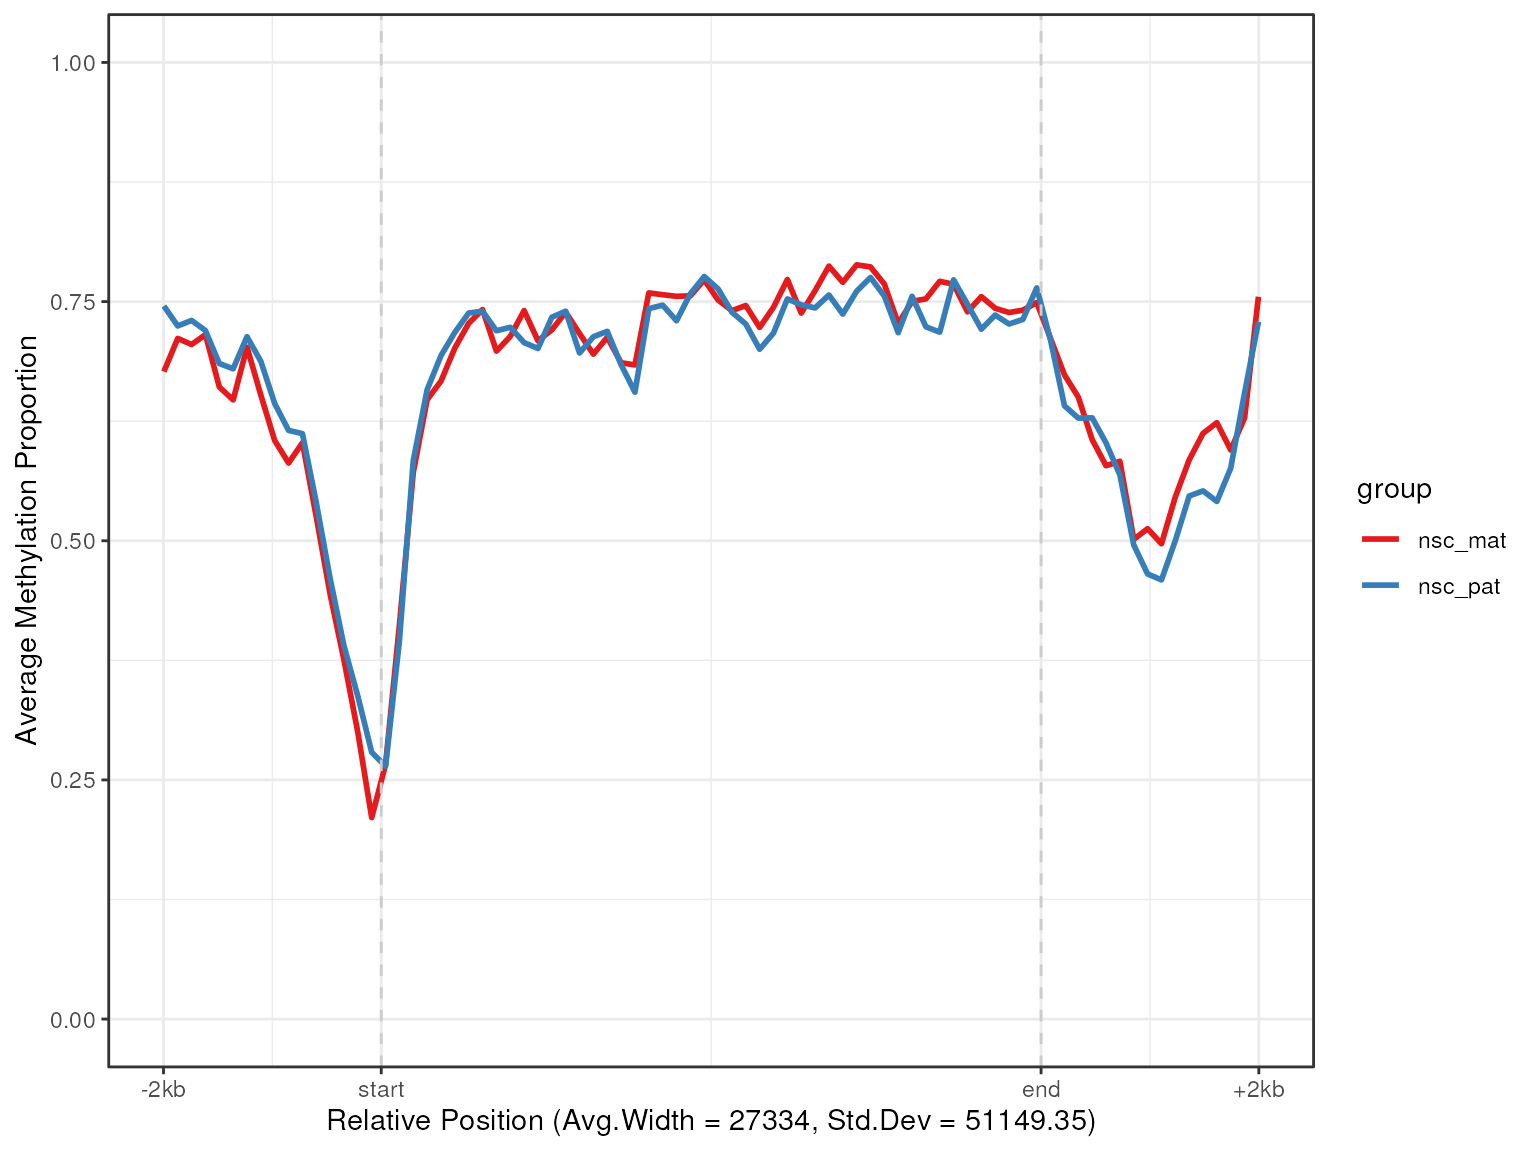 Average Methylation Proportion
1.00
0.75
0.50
0.25
0.00
-2kb
start
end
+2kb
Relative Position (Avg.Width = 27334, Std.Dev = 51149.35)
group
nsc_mat
nsc_pat